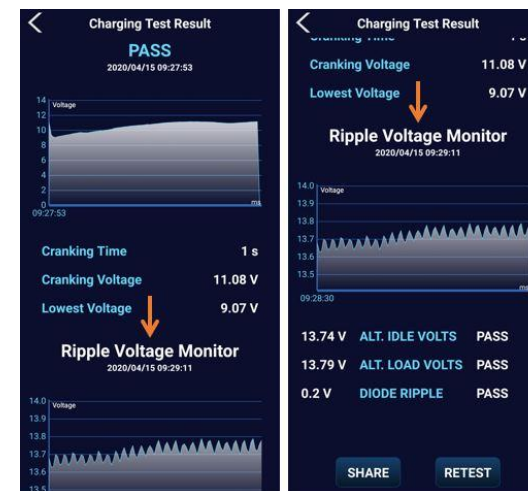 Charging Test Result
PASS
2020/04/15 09:27:53
14
Voltage
12
10
8
6
4
2
0
ms
09:27:53
Cranking Time 1 s
Cranking Voltage 11.08 V
Lowest Voltage 9.07 V
Ripple Voltage Monitor
2020/04/15 09:29:11
14.0
Voltage
13.9
13.8
13.7
13.6
13.5
Charging Test Result
Cranking Time 1 s
Cranking Voltage 11.08 V
Lowest Voltage 9.07 V
Ripple Voltage Monitor
2020/04/15 09:29:11
14.0
Voltage
13.9
13.8
13.7
13.6
13.5
ms
09:28:30
13.74 V ALT. IDLE VOLTS PASS
13.79 V ALT. LOAD VOLTS PASS
0.2 V DIODE RIPPLE PASS
SHARE RETEST